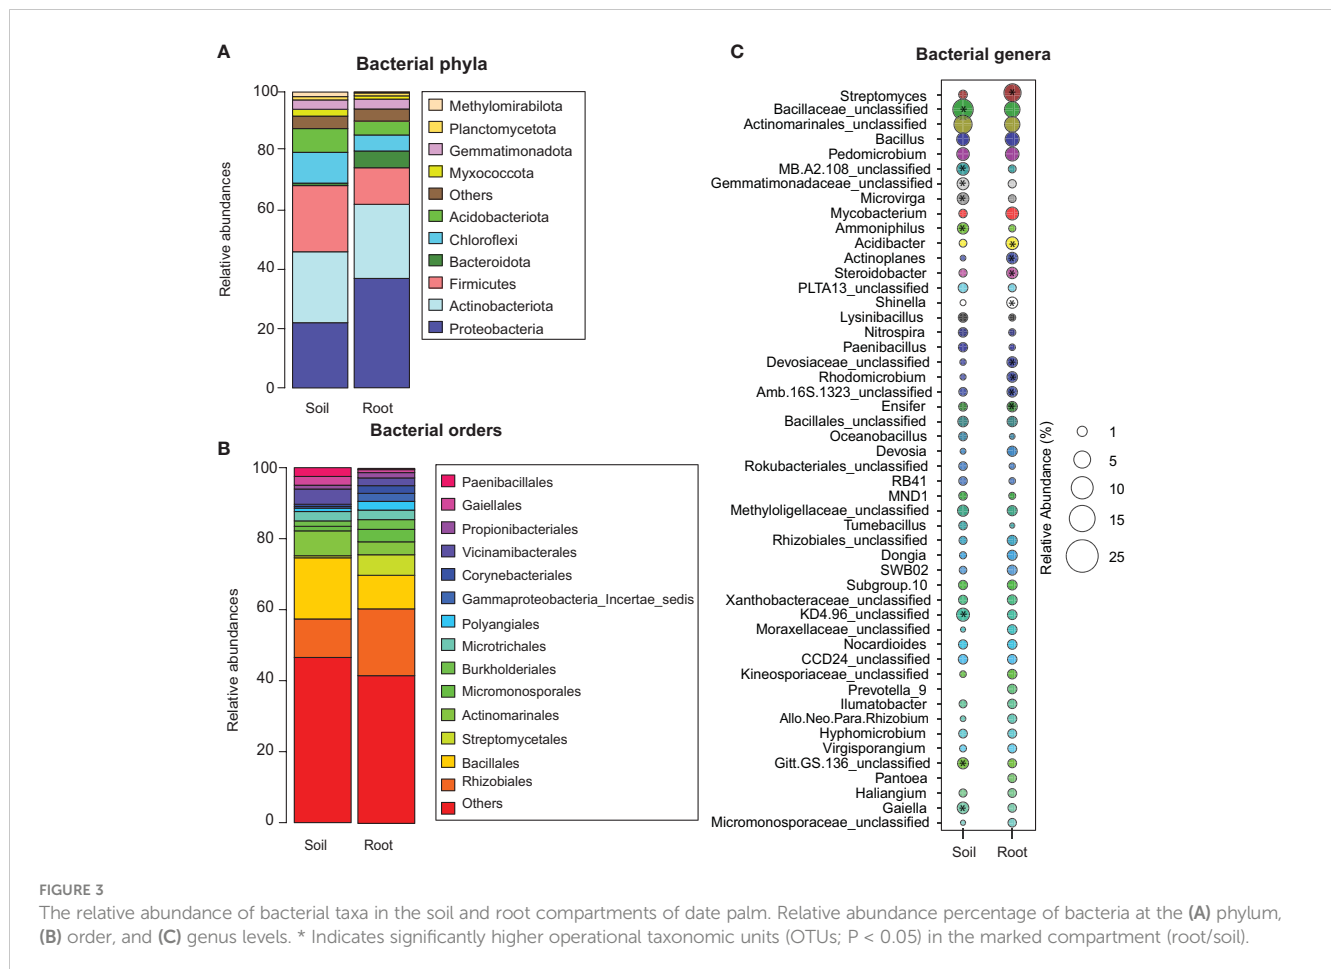 A
Bacterial phyla
100
80
60
40
20
0
Relative abundances
Soil
Root
Methylomirabilota
Planctomycetota
Gemmatimonadota
Myxococcota
Others
Acidobacteriota
Chloroflexi
Bacteroidota
Firmicutes
Actinobacteriota
Proteobacteria
B
Bacterial orders
100
80
60
40
20
0
Relative abundances
Soil
Root
Paenibacillales
Gaiellales
Propionibacteriales
Vicinamibacterales
Corynebacteriales
Gammaproteobacteria_Incertae_sedis
Polyangiales
Microtrichales
Burkholderiales
Micromonosporales
Actinomarinales
Streptomycetales
Bacillales
Rhizobiales
Others
C
Bacterial genera
Streptomyces
Bacillaceae_unclassified
Actinomarinales_unclassified
Bacillus
Pedomicrobium
MB.A2.108_unclassified
Gemmatimonadaceae_unclassified
Microvirga
Mycobacterium
Ammoniphilus
Acidibacter
Actinoplanes
Steroidobacter
PLTA13_unclassified
Shinella
Lysinibacillus
Nitrospira
Paenibacillus
Devosiaceae_unclassified
Rhodomicrobium
Amb.16S.1323_unclassified
Ensifer
Bacillales_unclassified
Oceanobacillus
Devosia
Rokubacteriales_unclassified
RB41
MND1
Methyloligellaceae_unclassified
Tumebacillus
Rhizobiales_unclassified
Dongia
SWB02
Subgroup.10
Xanthobacteraceae_unclassified
KD4.96_unclassified
Moraxellaceae_unclassified
Nocardioides
CCD24_unclassified
Kineosporiaceae_unclassified
Prevotella_9
Ilumatobacter
Allo.Neo.Para.Rhizobium
Hyphomicrobium
Virgisporangium
Gitt.GS.136_unclassified
Pantoea
Haliangium
Gaiella
Micromonosporaceae_unclassified
Soil
Root
Relative Abundance (%)
1
5
10
15
25
FIGURE 3
The relative abundance of bacterial taxa in the soil and root compartments of date palm. Relative abundance percentage of bacteria at the (A) phylum,
(B) order, and (C) genus levels. * Indicates significantly higher operational taxonomic units (OTUs; P < 0.05) in the marked compartment (root/soil).